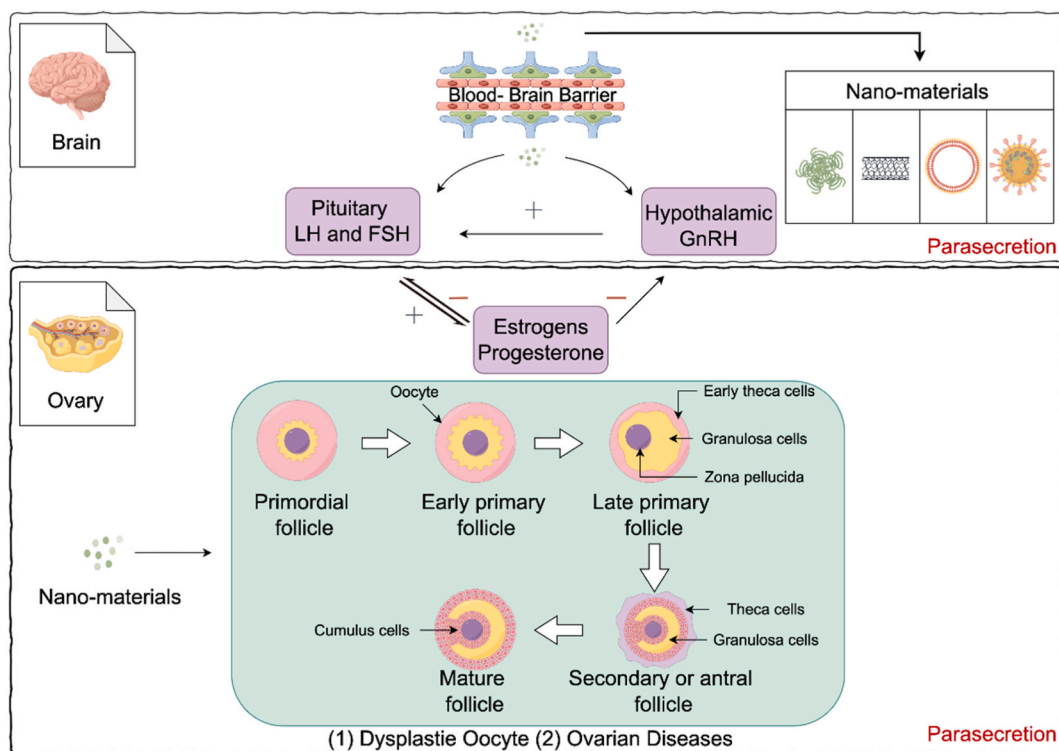 Brain
Blood- Brain Barrier
Nano-materials
Pituitary
LH and FSH
+
Hypothalamic
GnRH
Parasecretion
Ovary
+
−
−
Estrogens
Progesterone
Oocyte
Early theca cells
Granulosa cells
Zona pellucida
Primordial
follicle
Early primary
follicle
Late primary
follicle
Nano-materials
Cumulus cells
Theca cells
Granulosa cells
Mature
follicle
Secondary or antral
follicle
(1) Dysplastie Oocyte (2) Ovarian Diseases
Parasecretion